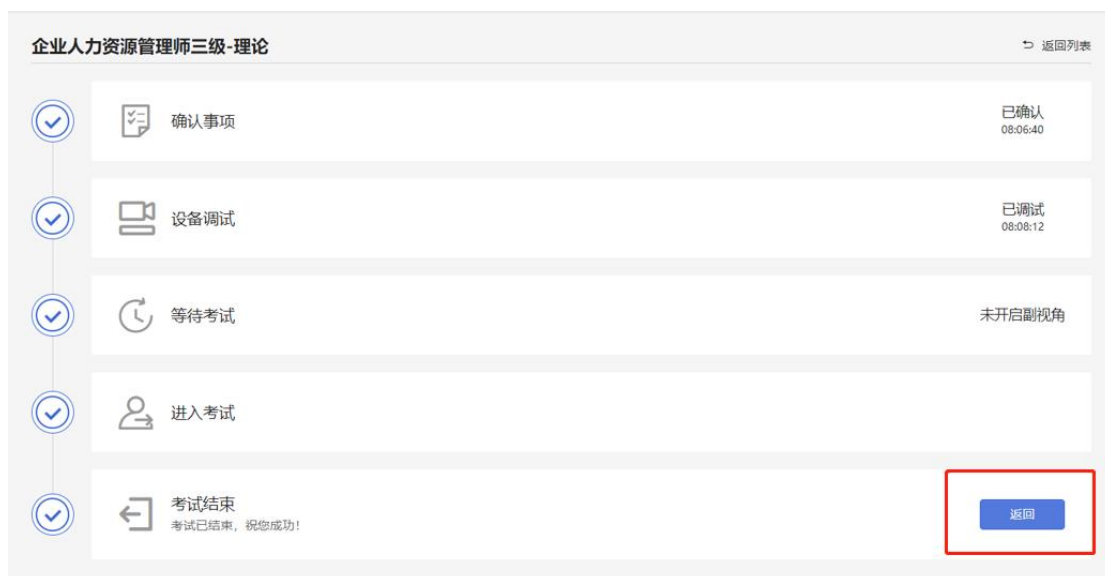 企业人力资源管理师三级-理论
返回列表
确认事项
已确认
08:06:40
设备调试
已调试
08:08:12
等待考试
未开启副视角
进入考试
考试结束
考试已结束，祝您成功！
返回